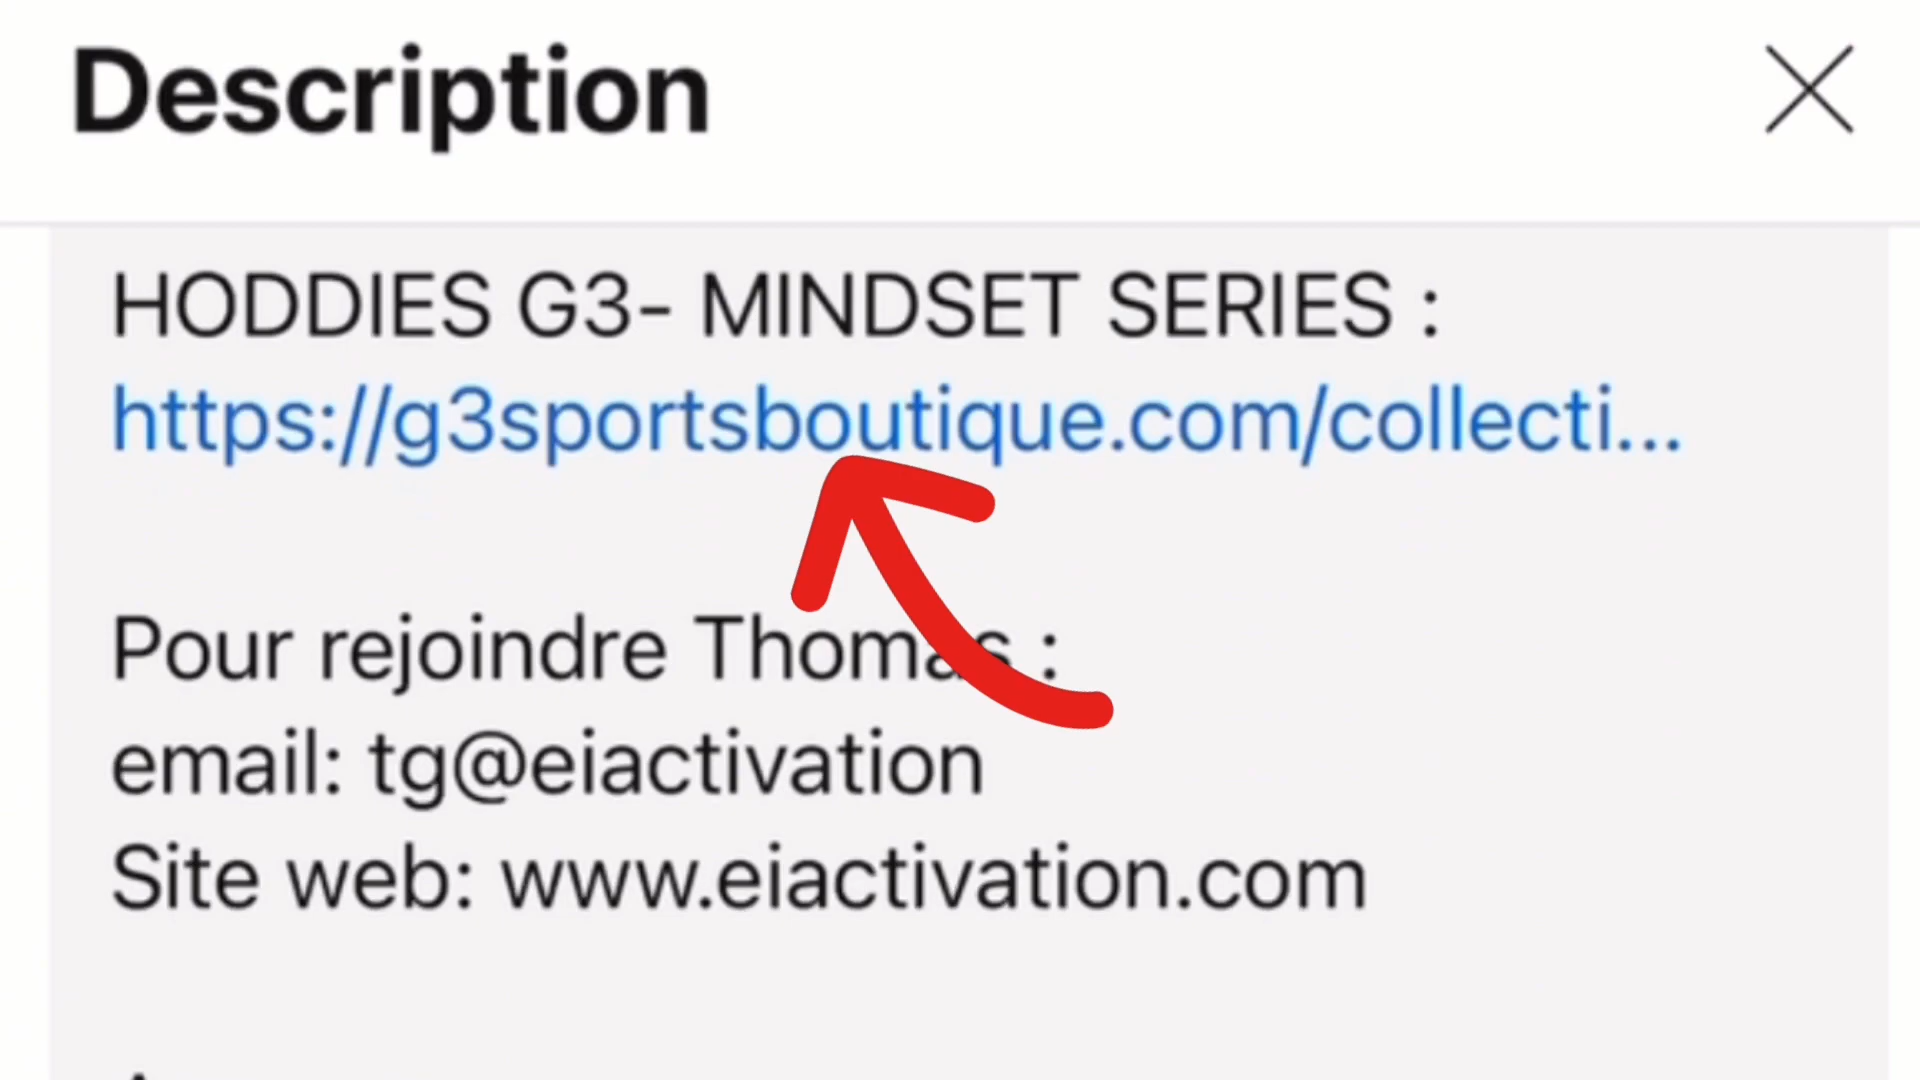 Description
HODDIES G3- MINDSET SERIES :
https://g3sportsboutique.com/collecti...
Pour rejoindre Thomas :
email: tg@eiactivation
Site web: www.eiactivation.com